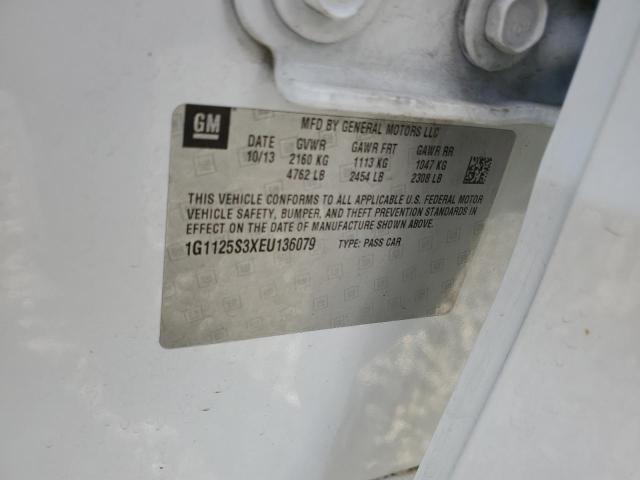 GM
MFD BY GENERAL MOTORS LLC
DATE GVWR GAWR FRT GAWR RR
10/13 2160 KG 1113 KG 1047 KG
4762 LB 2454 LB 2308 LB
THIS VEHICLE CONFORMS TO ALL APPLICABLE U.S. FEDERAL MOTOR
VEHICLE SAFETY, BUMPER, AND THEFT PREVENTION STANDARDS IN
EFFECT ON THE DATE OF MANUFACTURE SHOWN ABOVE.
1G1125S3XEU136079 TYPE: PASS CAR